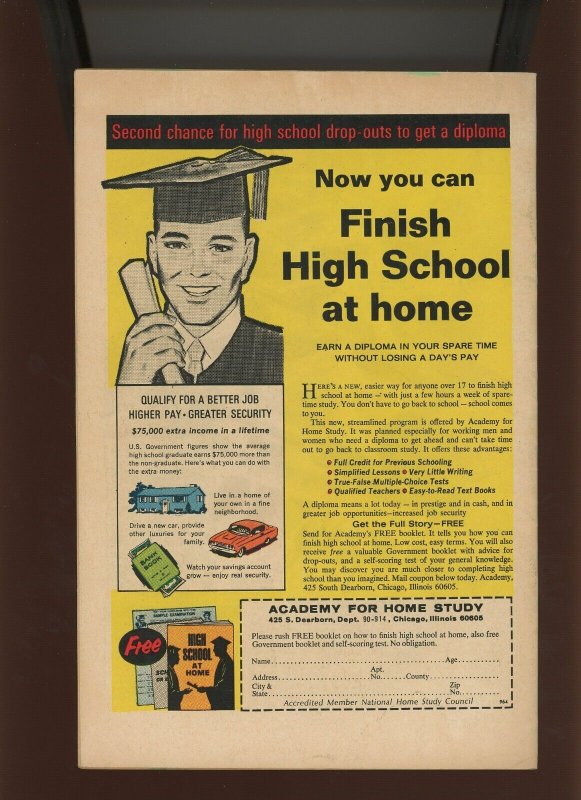 Second chance for high school drop-outs to get a diploma
Now you can
Finish
High School
at home
EARN A DIPLOMA IN YOUR SPARE TIME
WITHOUT LOSING A DAY'S PAY
HERE'S A NEW, easier way for anyone over 17 to finish high
school at home — with just a few hours a week of spare-
time study. You don't have to go back to school — school comes
to you.
This new, streamlined program is offered by Academy for
Home Study. It was planned especially for working men and
women who need a diploma to get ahead and can't take time
out to go back to classroom study. It offers these advantages:
• Full Credit for Previous Schooling
• Simplified Lessons • Very Little Writing
• True-False Multiple-Choice Tests
• Qualified Teachers • Easy-to-Read Text Books
A diploma means a lot today — in prestige and in cash, and in
greater job opportunities—increased job security
Get the Full Story—FREE
Send for Academy's FREE booklet. It tells you how you can
finish high school at home. Low cost, easy terms. You will also
receive free a valuable Government booklet with advice for
drop-outs, and a self-scoring test of your general knowledge.
You may discover you are much closer to completing high
school than you imagined. Mail coupon below today. Academy,
425 South Dearborn, Chicago, Illinois 60605.
QUALIFY FOR A BETTER JOB
HIGHER PAY • GREATER SECURITY
$75,000 extra income in a lifetime
U.S. Government figures show the average
high school graduate earns $75,000 more than
the non-graduate. Here's what you can do with
the extra money:
Live in a home of
your own in a fine
neighborhood.
Drive a new car, provide
other luxuries for your
family.
BANK
BOOK
Watch your savings account
grow — enjoy real security.
Free
SAMPLE EXAMINATION
HIGH
SCHOOL
AT
HOME
ACADEMY FOR HOME STUDY
425 S. Dearborn, Dept. 90-914, Chicago, Illinois 60605
Please rush FREE booklet on how to finish high school at home, also free
Government booklet and self-scoring test. No obligation.
Name Age
Apt.
Address No. County
City & Zip
State No.
Accredited Member National Home Study Council 964